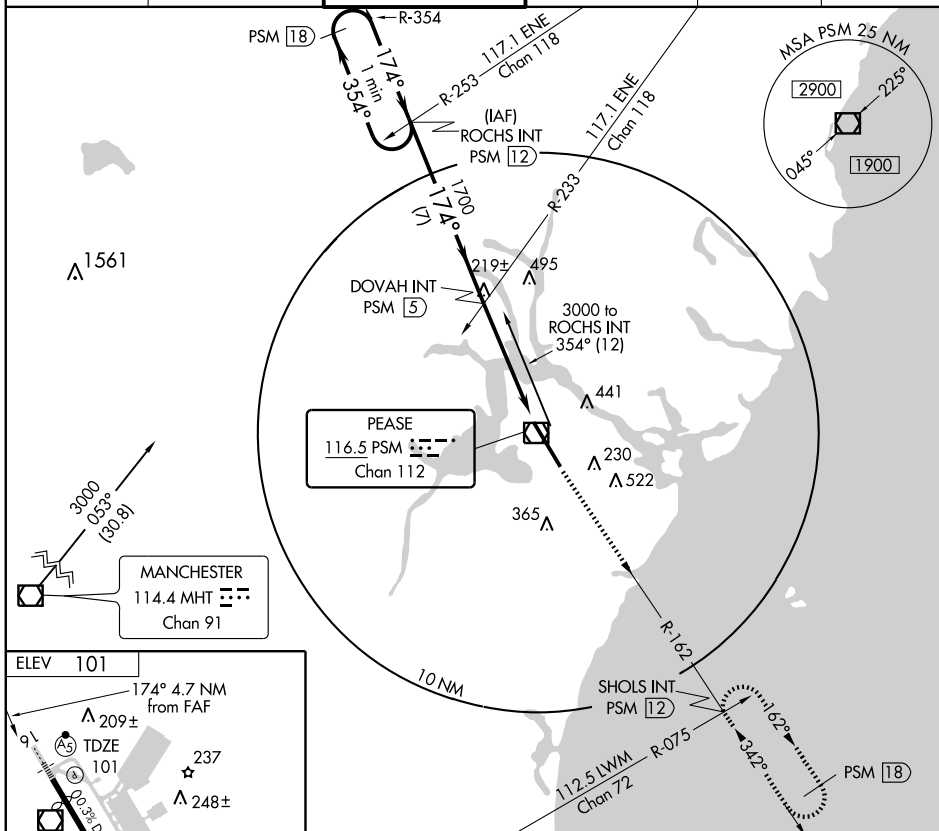 R-354
PSM 18
174°
1 min
354°
R-253
117.1 ENE
Chan 118
(IAF)
ROCHS INT
PSM 12
117.1 ENE
Chan 118
R-233
MSA PSM 25 NM
2900
225°
045°
1900
1700
174°
(7)
1561
219±
495
DOVAH INT
PSM 5
3000 to
ROCHS INT
354° (12)
441
PEASE
116.5 PSM
Chan 112
230
522
365
3000
053°
(30.8)
MANCHESTER
114.4 MHT
Chan 91
R-162
10 NM
SHOLS INT
PSM 12
162°
342°
112.5 LWM
R-075
Chan 72
PSM 18
ELEV 101
174° 4.7 NM
from FAF
209±
16
A5
TDZE
101
237
248±
0.3% D